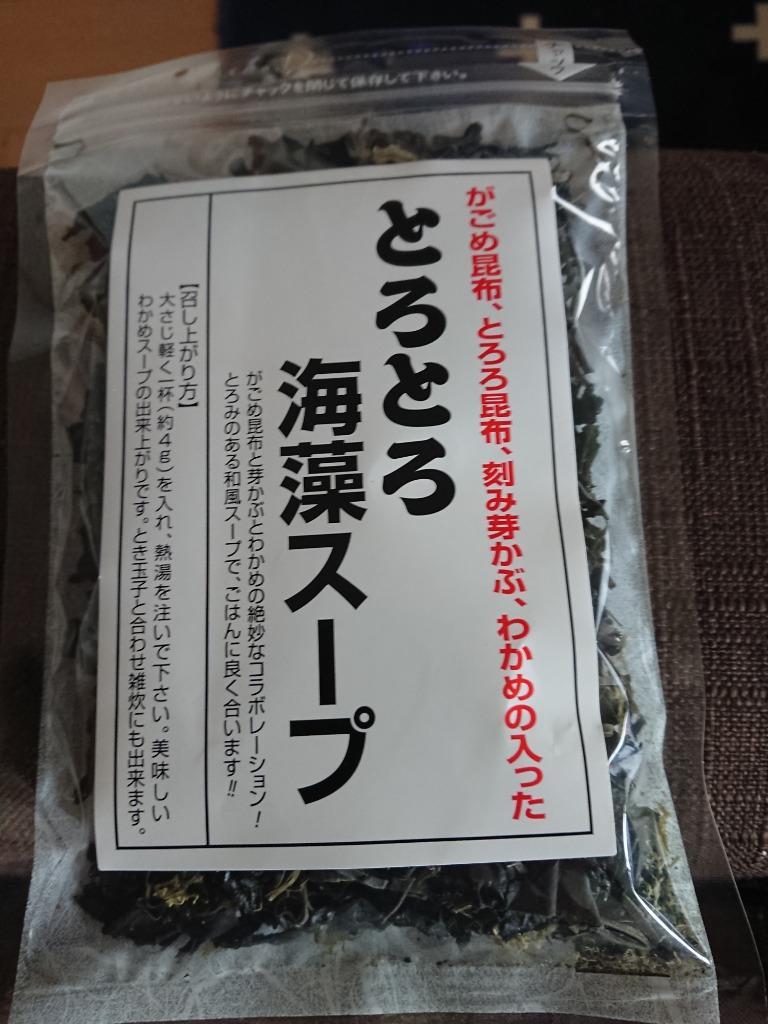 チャック
ようにチャックを閉じて保存して下さい。
がごめ昆布、とろろ昆布、刻み芽かぶ、わかめの入った
とろとろ
海藻スープ
がごめ昆布と芽かぶとわかめの絶妙なコラボレーション!
とろみのある和風スープで、ごはんに良く合います!!
【召し上がり方】
大さじ軽く一杯(約4g)を入れ、熱湯を注いで下さい。美味しい
わかめスープの出来上がりです。とき玉子と合わせ雑炊にも出来ます。